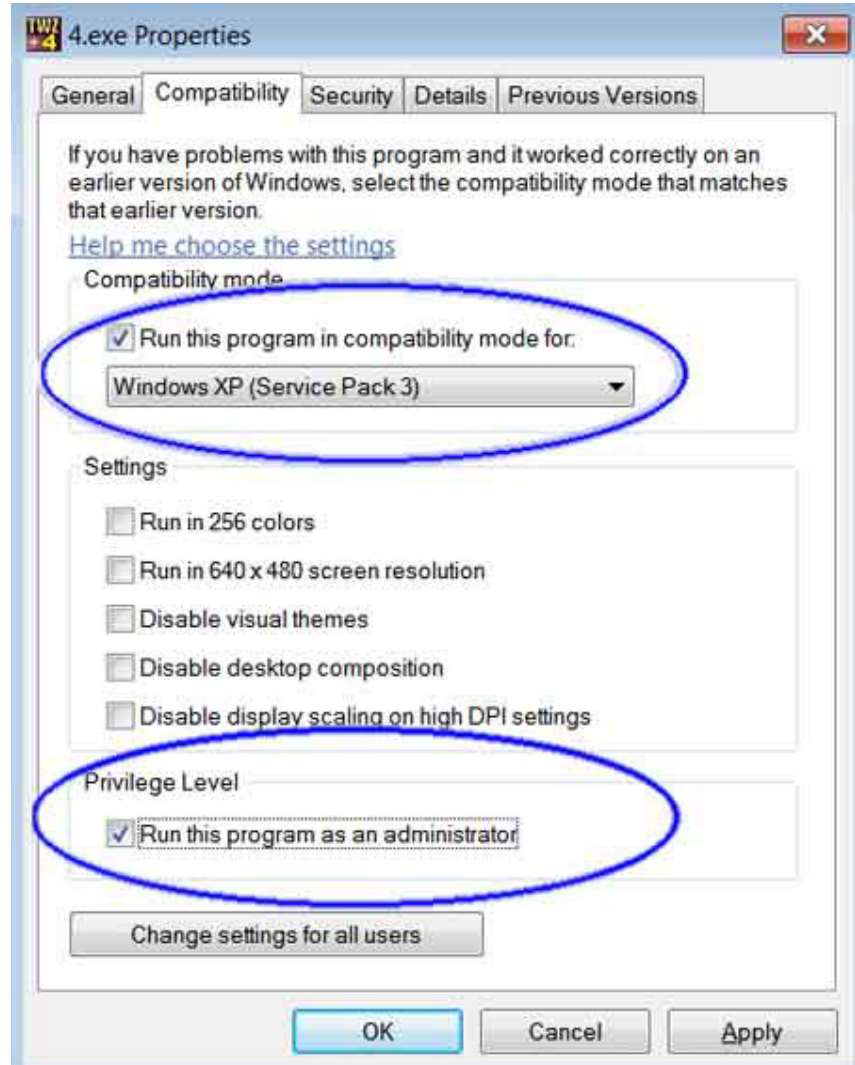 TWZ
+4
4.exe Properties
General Compatibility Security Details Previous Versions
If you have problems with this program and it worked correctly on an
earlier version of Windows, select the compatibility mode that matches
that earlier version.
Help me choose the settings
Compatibility mode
Run this program in compatibility mode for:
Windows XP (Service Pack 3)
Settings
Run in 256 colors
Run in 640 x 480 screen resolution
Disable visual themes
Disable desktop composition
Disable display scaling on high DPI settings
Privilege Level
Run this program as an administrator
Change settings for all users
OK Cancel Apply